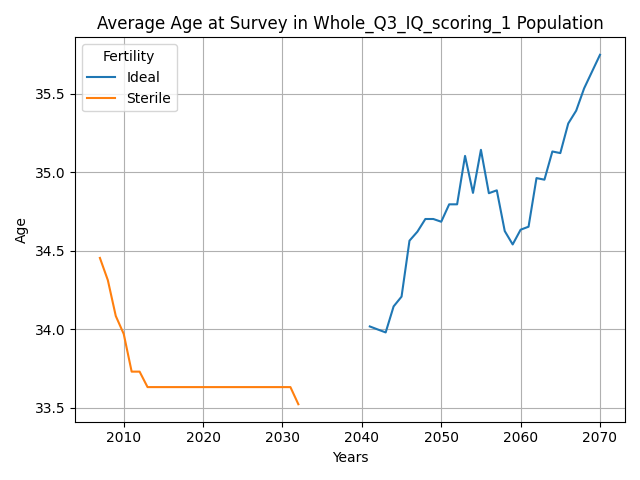 Average Age at Survey in Whole_Q3_IQ_scoring_1 Population
Fertility
Ideal
Sterile
35.5
35.0
34.5
34.0
33.5
Age
2010 2020 2030 2040 2050 2060 2070
Years